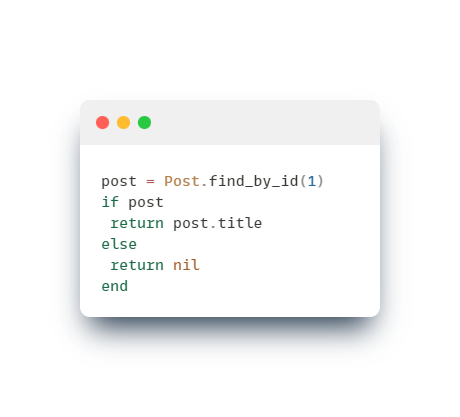 post = Post.find_by_id(1)
if post
 return post.title
else
 return nil
end